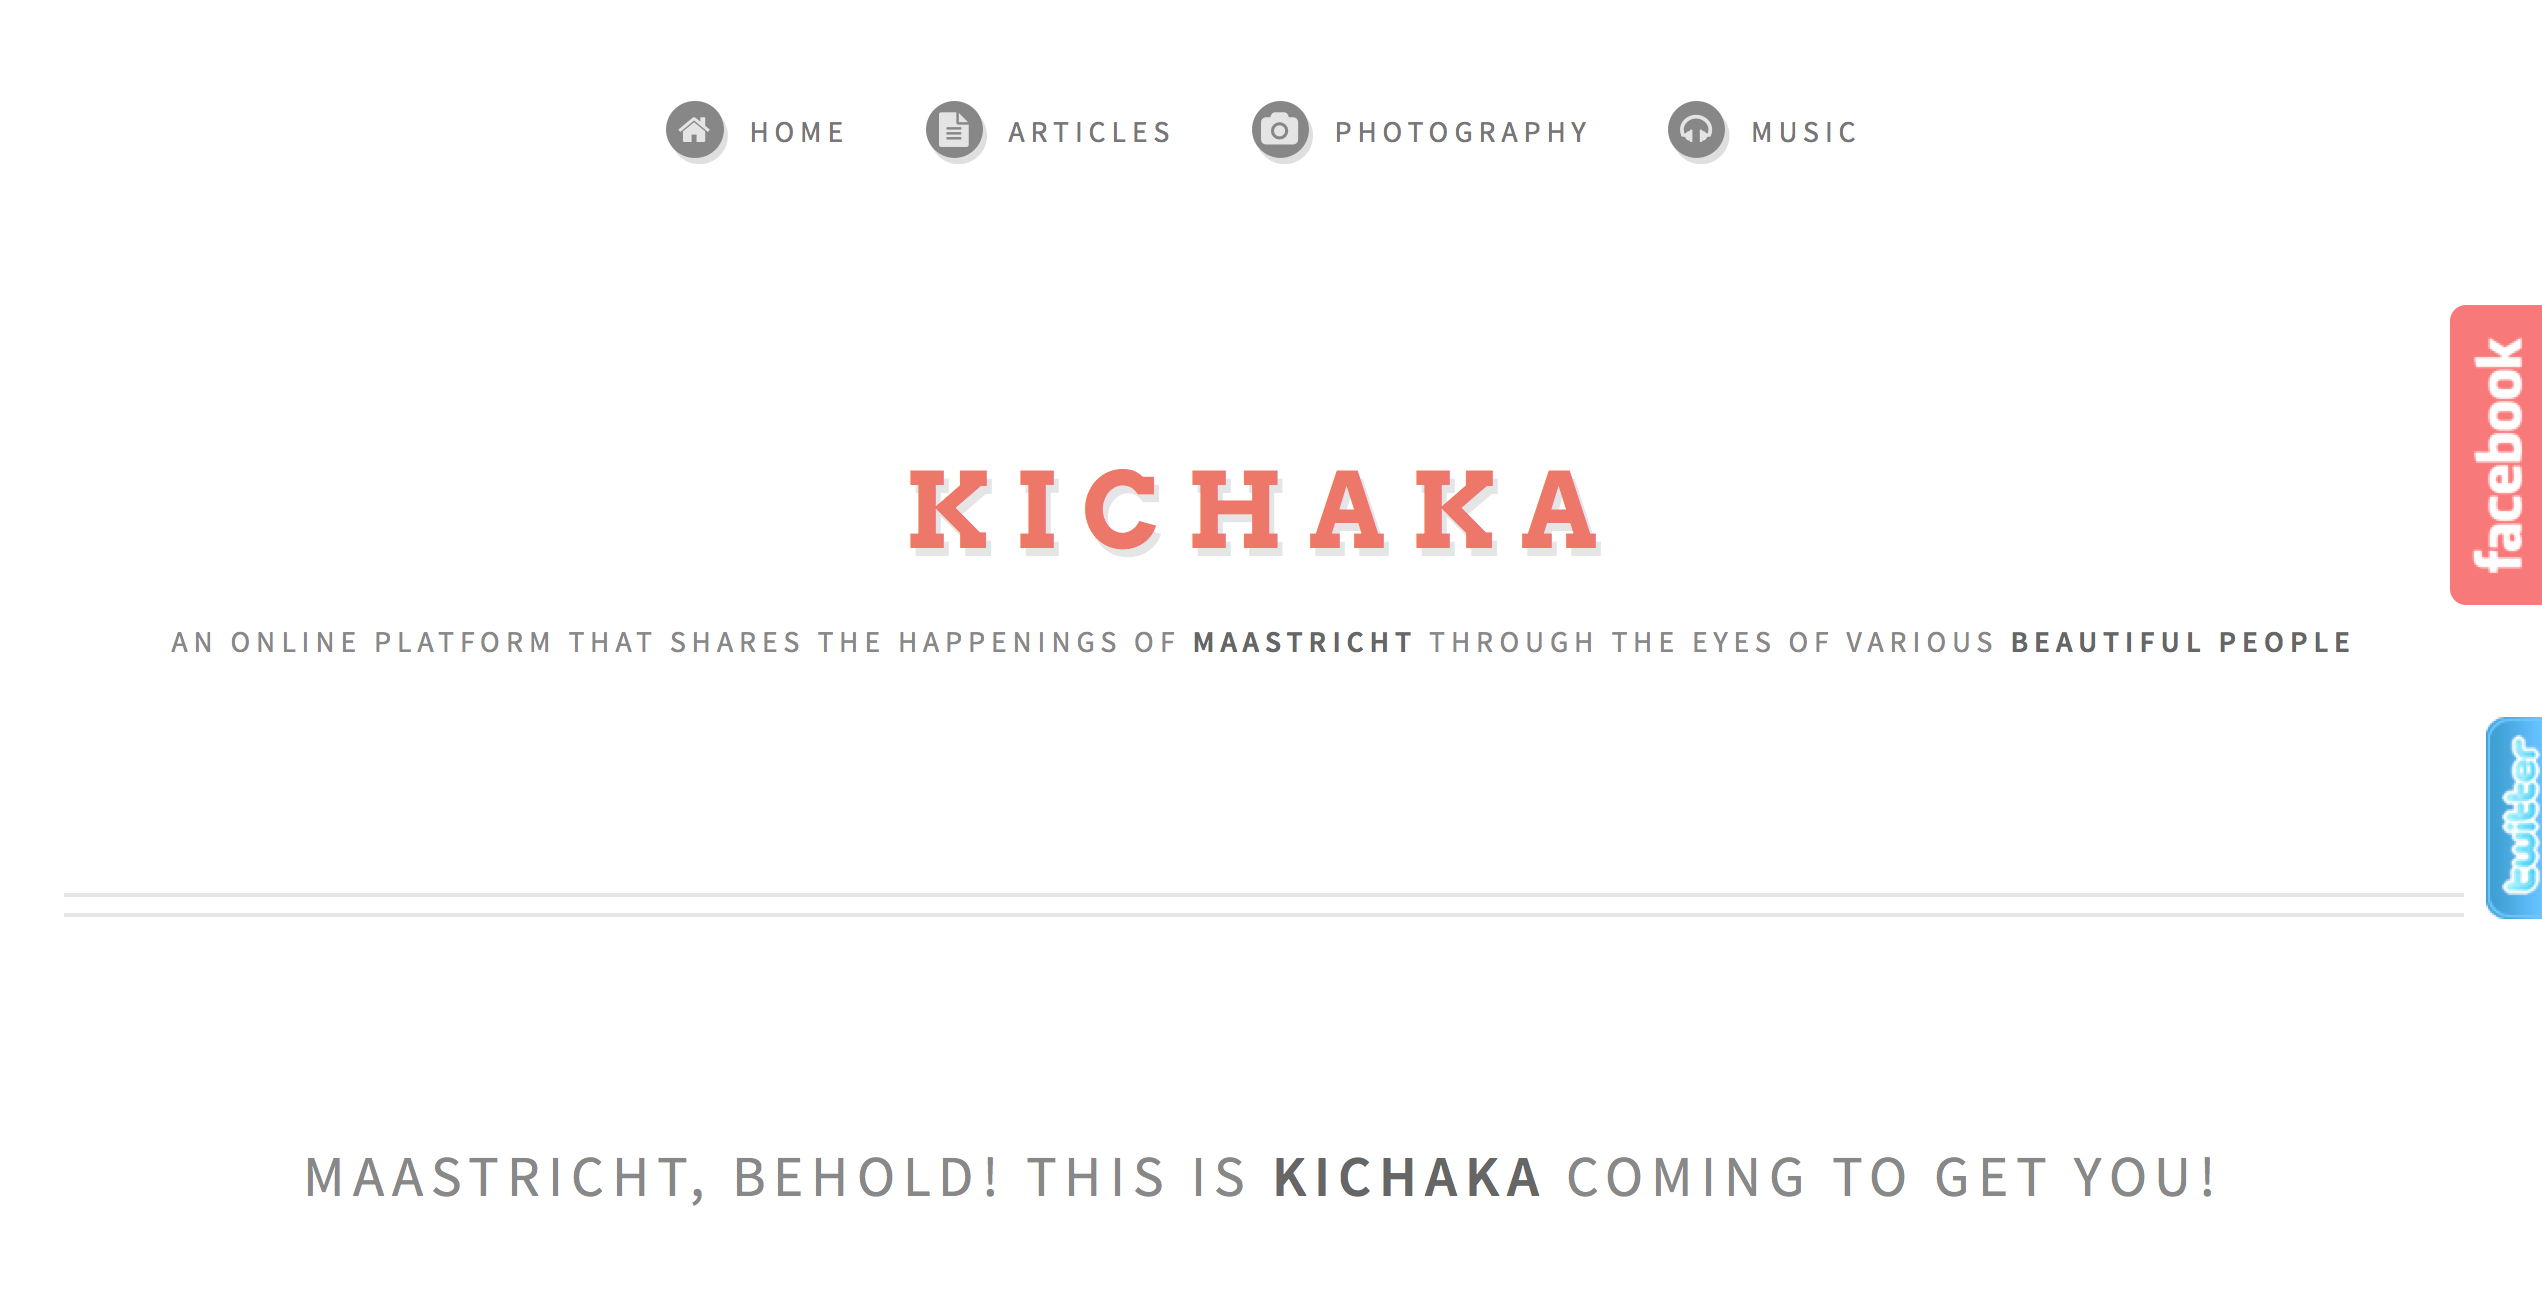 HOME ARTICLES PHOTOGRAPHY MUSIC
facebook
KICHAKA
AN ONLINE PLATFORM THAT SHARES THE HAPPENINGS OF MAASTRICHT THROUGH THE EYES OF VARIOUS BEAUTIFUL PEOPLE
twitter
MAASTRICHT, BEHOLD! THIS IS KICHAKA COMING TO GET YOU!